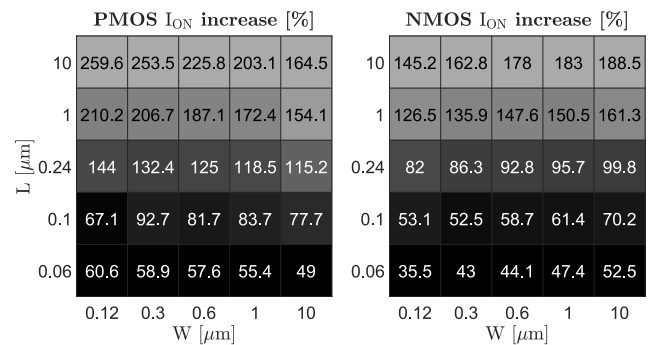 PMOS I_ON increase [%]
NMOS I_ON increase [%]
10 259.6 253.5 225.8 203.1 164.5
145.2 162.8 178 183 188.5
1 210.2 206.7 187.1 172.4 154.1
126.5 135.9 147.6 150.5 161.3
0.24 144 132.4 125 118.5 115.2
82 86.3 92.8 95.7 99.8
0.1 67.1 92.7 81.7 83.7 77.7
53.1 52.5 58.7 61.4 70.2
0.06 60.6 58.9 57.6 55.4 49
35.5 43 44.1 47.4 52.5
L [μm]
10
1
0.24
0.1
0.06
0.12 0.3 0.6 1 10
0.12 0.3 0.6 1 10
W [μm]
W [μm]